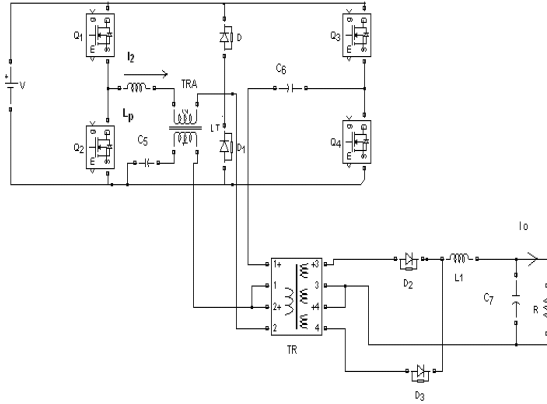 Q1
g
C
E
m
D
Q3
g
C
E
m
I2
TRA
C6
V
+
Lp
LT
Q2
g
C
E
m
C5
D1
Q4
g
C
E
m
Io
1+
+3
1
3
2+
+4
2
4
TR
D2
L1
C7
R
D3